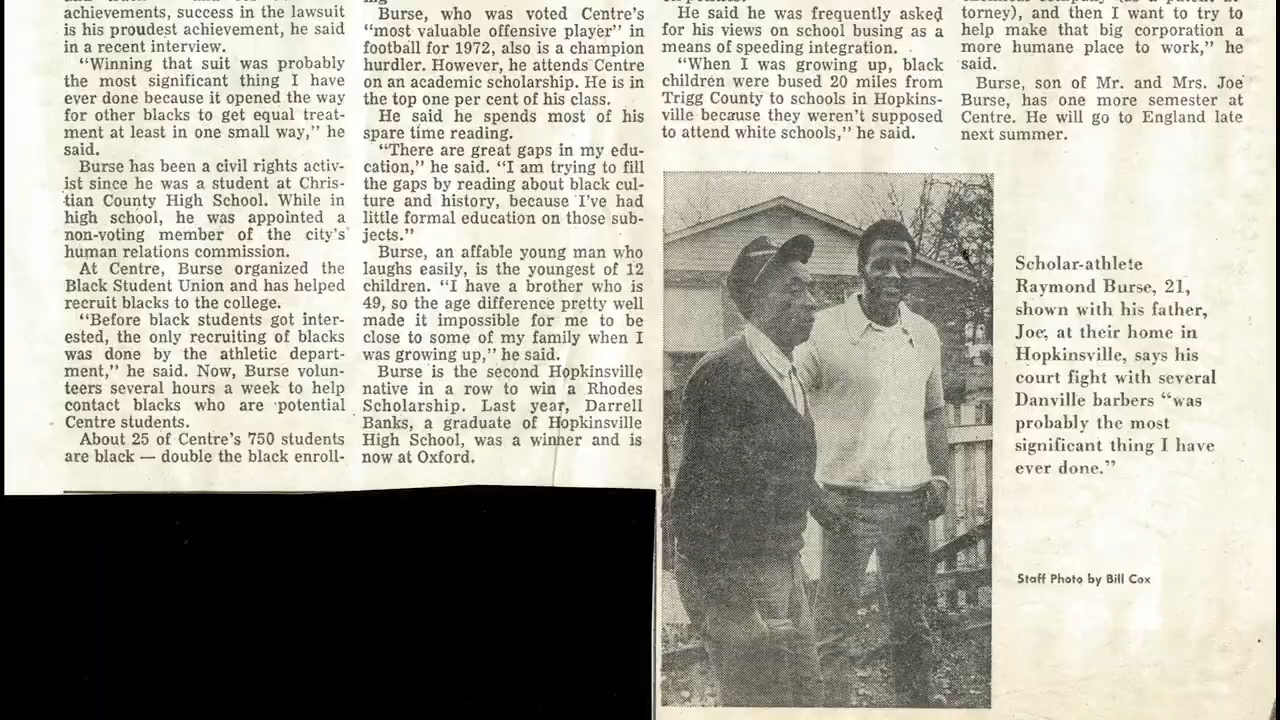 achievements, success in the lawsuit
is his proudest achievement, he said
in a recent interview.
“Winning that suit was probably
the most significant thing I have
ever done because it opened the way
for other blacks to get equal treat-
ment at least in one small way,” he
said.
Burse has been a civil rights activ-
ist since he was a student at Chris-
tian County High School. While in
high school, he was appointed a
non-voting member of the city's
human relations commission.
At Centre, Burse organized the
Black Student Union and has helped
recruit blacks to the college.
“Before black students got inter-
ested, the only recruiting of blacks
was done by the athletic depart-
ment,” he said. Now, Burse volun-
teers several hours a week to help
contact blacks who are potential
Centre students.
About 25 of Centre's 750 students
are black — double the black enroll-
ing
Burse, who was voted Centre's
“most valuable offensive player” in
football for 1972, also is a champion
hurdler. However, he attends Centre
on an academic scholarship. He is in
the top one per cent of his class.
He said he spends most of his
spare time reading.
“There are great gaps in my edu-
cation,” he said. “I am trying to fill
the gaps by reading about black cul-
ture and history, because I've had
little formal education on those sub-
jects.”
Burse, an affable young man who
laughs easily, is the youngest of 12
children. “I have a brother who is
49, so the age difference pretty well
made it impossible for me to be
close to some of my family when I
was growing up,” he said.
Burse is the second Hopkinsville
native in a row to win a Rhodes
Scholarship. Last year, Darrell
Banks, a graduate of Hopkinsville
High School, was a winner and is
now at Oxford.
He said he was frequently asked
for his views on school busing as a
means of speeding integration.
“When I was growing up, black
children were bused 20 miles from
Trigg County to schools in Hopkins-
ville because they weren't supposed
to attend white schools,” he said.
torney), and then I want to try to
help make that big corporation a
more humane place to work,” he
said.
Burse, son of Mr. and Mrs. Joe
Burse, has one more semester at
Centre. He will go to England late
next summer.
Scholar-athlete
Raymond Burse, 21,
shown with his father,
Joe, at their home in
Hopkinsville, says his
court fight with several
Danville barbers “was
probably the most
significant thing I have
ever done.”
Staff Photo by Bill Cox